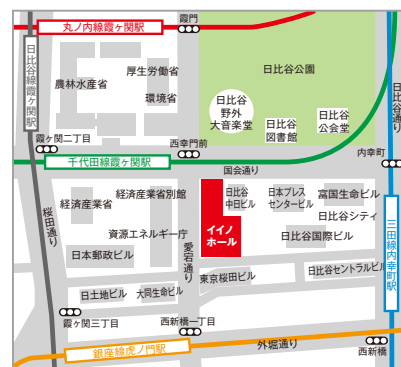 霞門
丸ノ内線霞ヶ関駅
日比谷線霞ヶ関駅
厚生労働省
農林水産省
環境省
日比谷公園
日比谷
野外
大音楽堂
日比谷
図書館
日比谷
公会堂
日比谷通り
霞ヶ関二丁目
西幸門前
内幸町
千代田線霞ヶ関駅
国会通り
経済産業省別館
経済産業省
資源エネルギー庁
日本郵政ビル
桜田通り
愛宕通り
イイノ
ホール
日比谷
中日ビル
日本プレス
センタービル
富国生命ビル
日比谷シティ
日比谷国際ビル
三田線内幸町駅
東京桜田ビル
日比谷セントラルビル
日土地ビル
大同生命ビル
霞ヶ関三丁目
西新橋一丁目
外堀通り
西新橋
銀座線虎ノ門駅